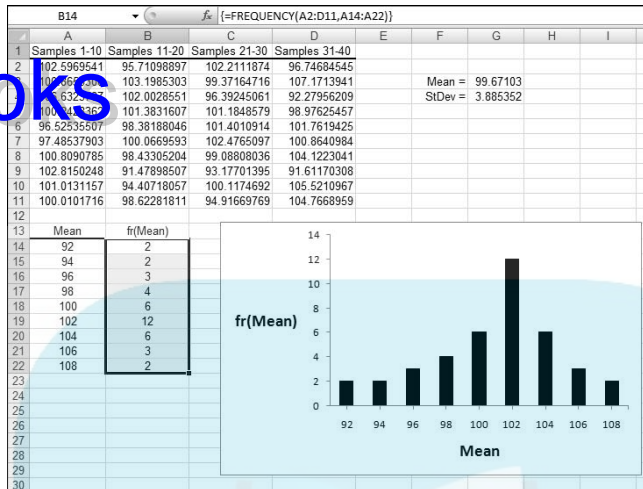 B14 fx {=FREQUENCY(A2:D11,A14:A22)}
A B C D E F G H I
1 Samples 1-10 Samples 11-20 Samples 21-30 Samples 31-40
2 102.5969541 95.71098897 102.2111874 96.74684545
103.1985303 99.37164716 107.1713941 Mean = 99.67103
102.0028551 96.39245061 92.27956209 StDev = 3.885352
101.3831607 101.1848579 98.97625457
oks
6 96.52535507 98.38188046 101.4010914 101.7619425
7 97.48537903 100.0669593 102.4765097 100.8640984
8 100.8090785 98.43305204 99.08808036 104.1223041
9 102.8150248 91.47898507 93.17701395 91.61170308
10 101.0131157 94.40718057 100.1174692 105.5210967
11 100.0101716 98.62281811 94.91669769 104.7668959
12
13 Mean fr(Mean)
14 92 2
15 94 2
16 96 3
17 98 4
18 100 6
19 102 12
20 104 6
21 106 3
22 108 2
23
24
25
26
27
28
29
30
14
12
10
8
6
4
2
0
fr(Mean)
92 94 96 98 100 102 104 106 108
Mean